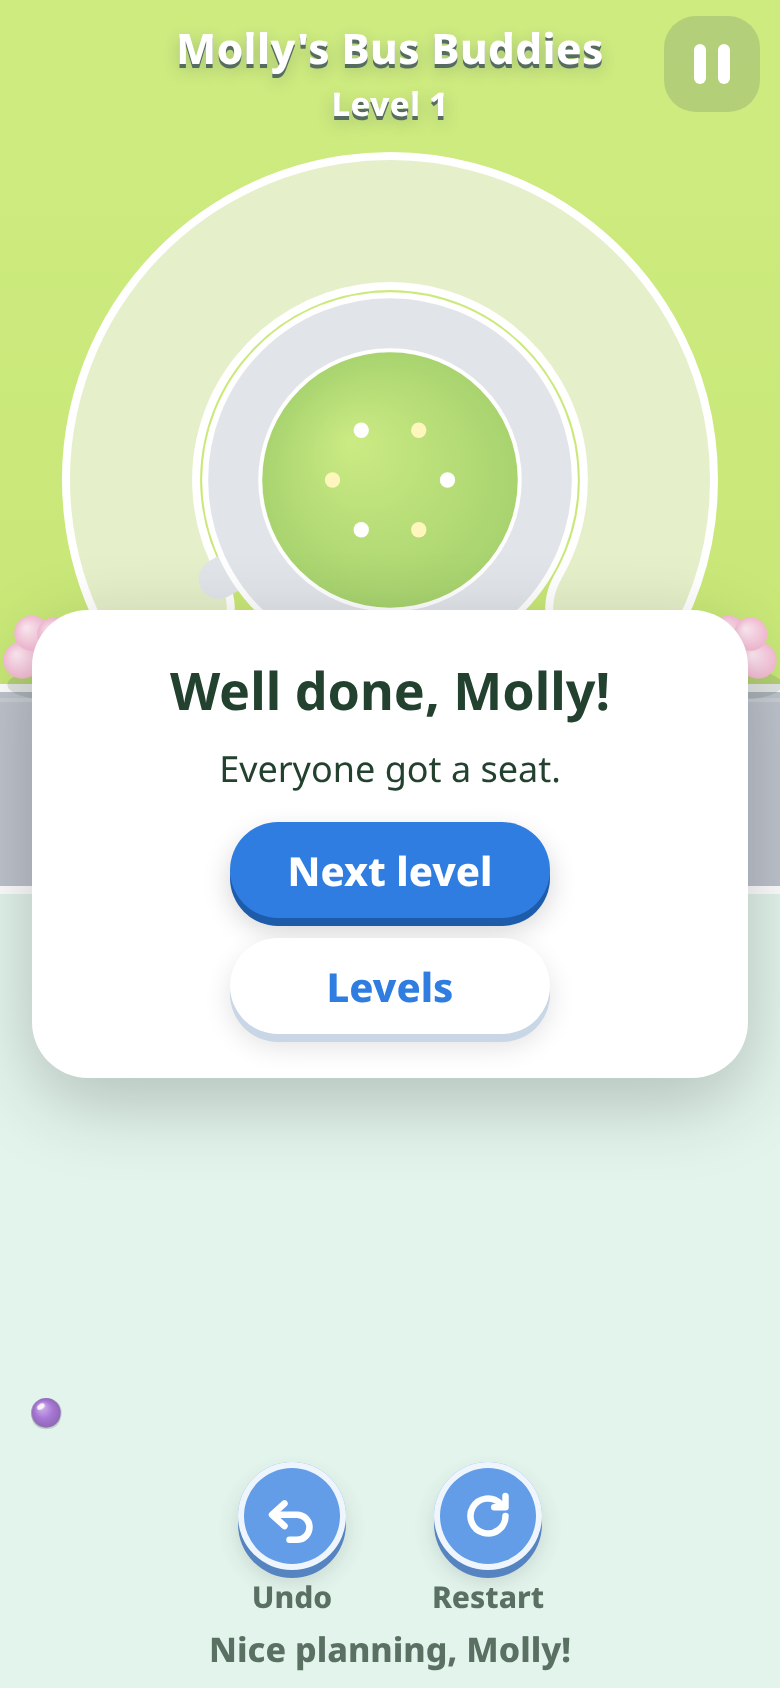 Molly's Bus Buddies
Level 1
Well done, Molly!
Everyone got a seat.
Next level
Levels
Undo
Restart
Nice planning, Molly!